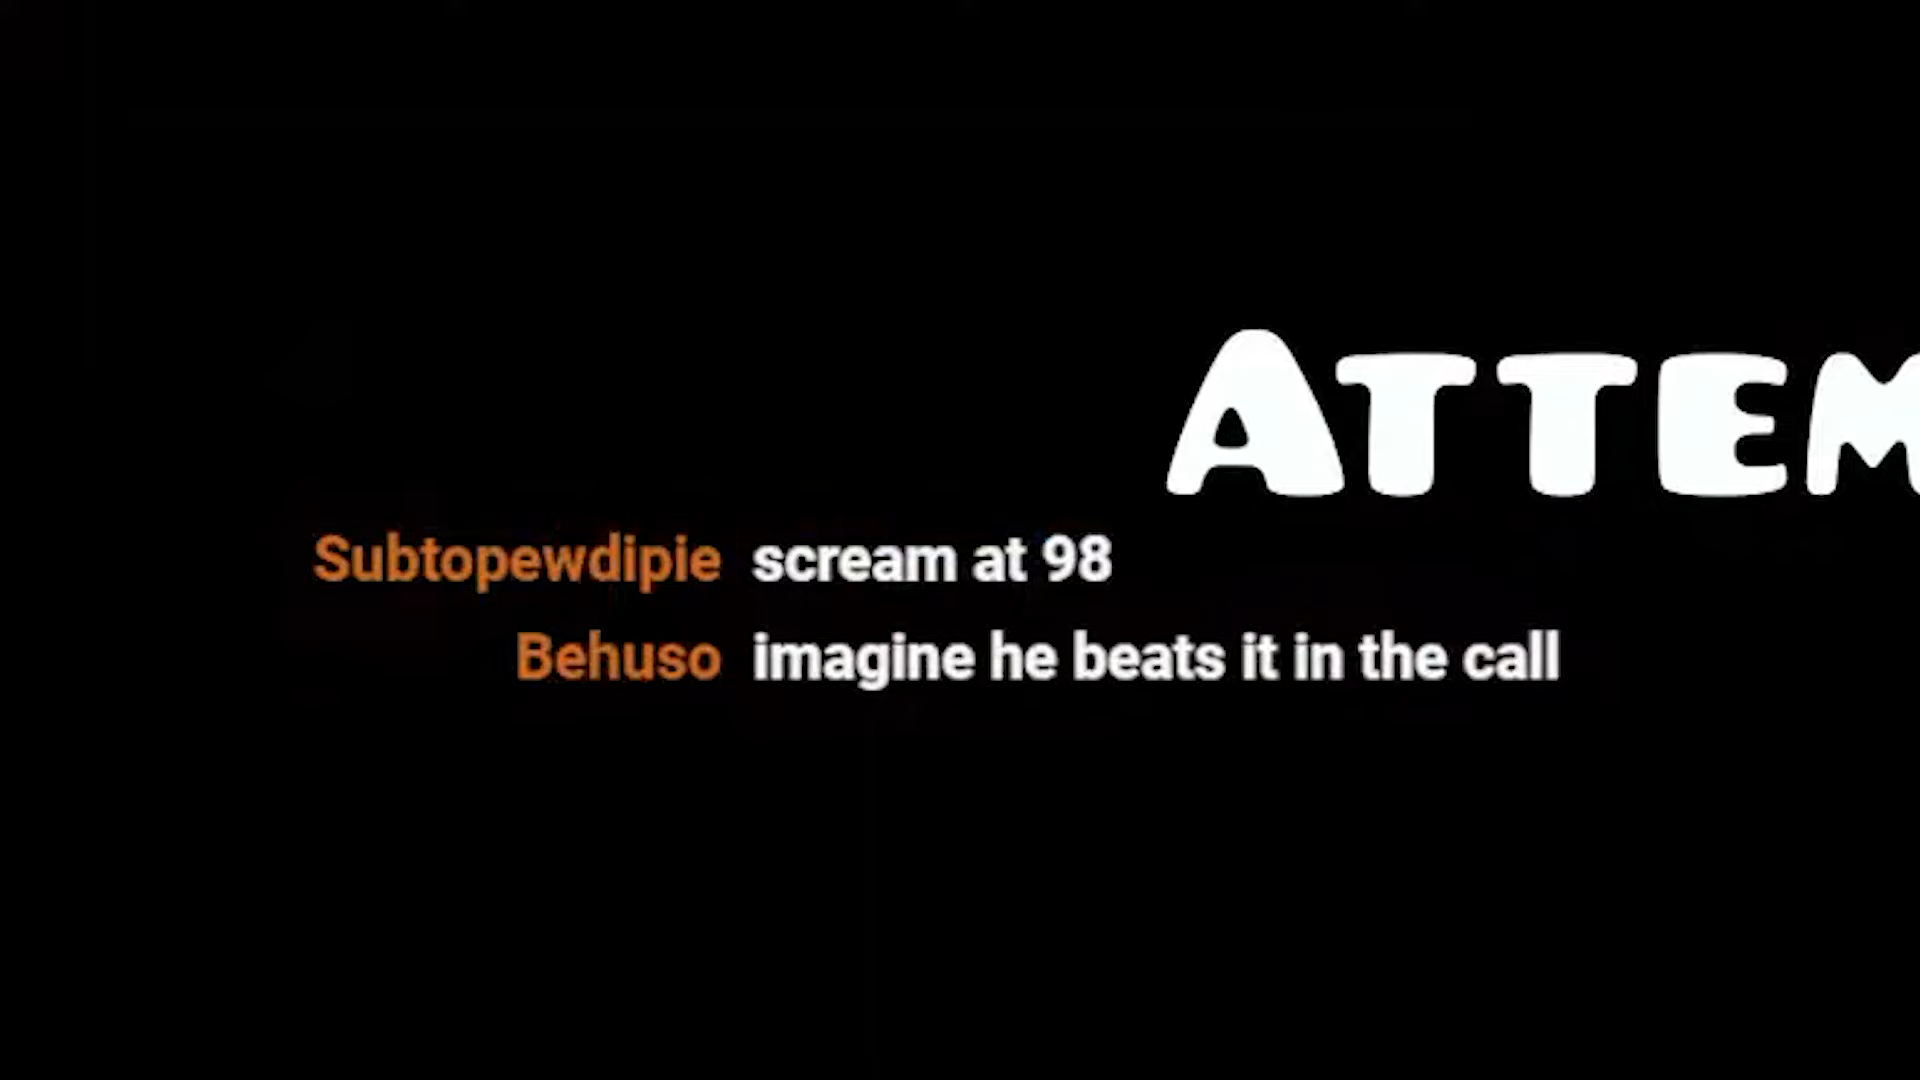 ATTEM
Subtopewdipie scream at 98
Behuso imagine he beats it in the call